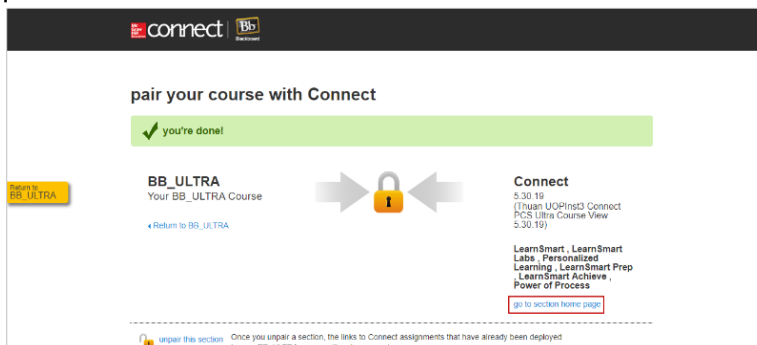 Mc Graw Hill connect | Bb
Blackboard
pair your course with Connect
you're done!
Return to
BB_ULTRA
BB_ULTRA
Your BB_ULTRA Course
Return to BB_ULTRA
Connect
5.30.19
(Thuan UOPInst3 Connect
PCS Ultra Course View
5.30.19)
LearnSmart , LearnSmart
Labs , Personalized
Learning , LearnSmart Prep
, LearnSmart Achieve ,
Power of Process
go to section home page
unpair this section Once you unpair a section, the links to Connect assignments that have already been deployed